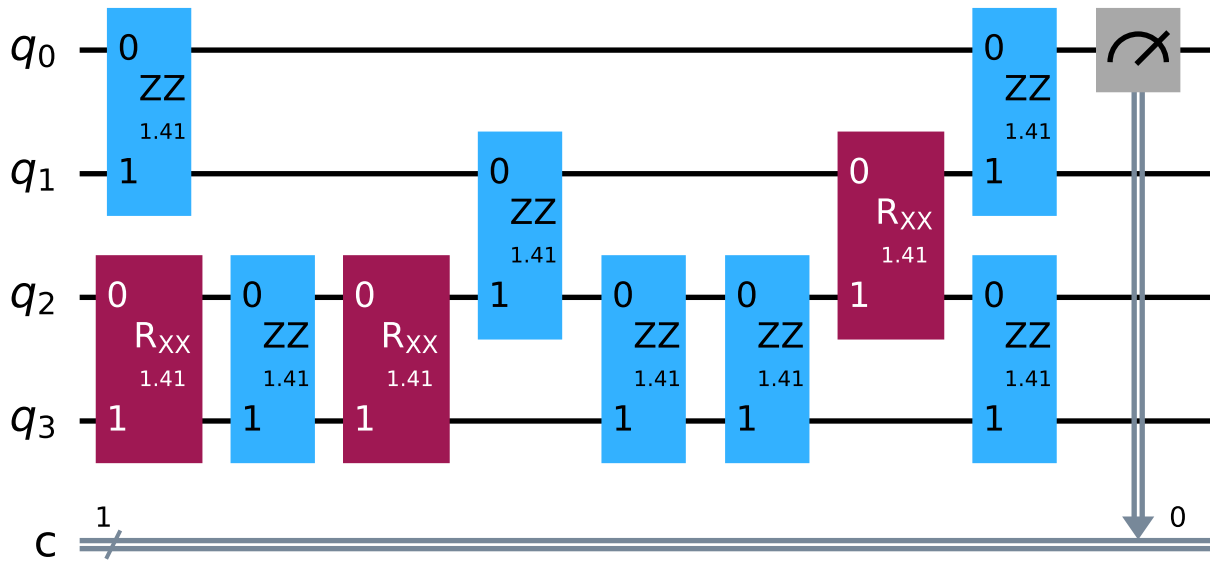 q0 0 0
ZZ ZZ
1.41 1.41
q1 1 0 0 1
ZZ RXX
1.41 1.41
q2 0 0 0 1 0 0 1 0
RXX ZZ RXX ZZ ZZ ZZ
1.41 1.41 1.41 1.41 1.41 1.41
q3 1 1 1 1 1 1
1 0
c